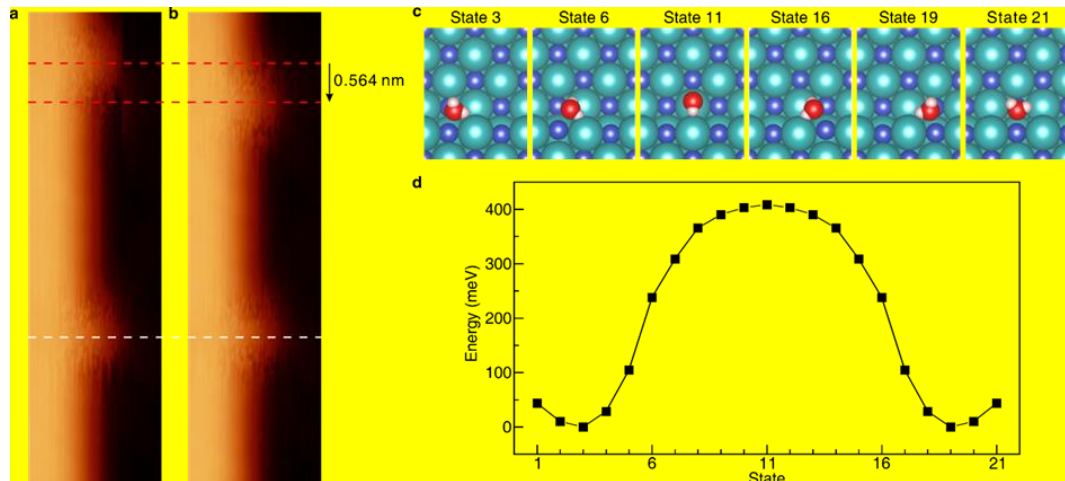 a
b
0.564 nm
c
State 3 State 6 State 11 State 16 State 19 State 21
d
Energy (meV)
400
300
200
100
0
1 6 11 16 21
State